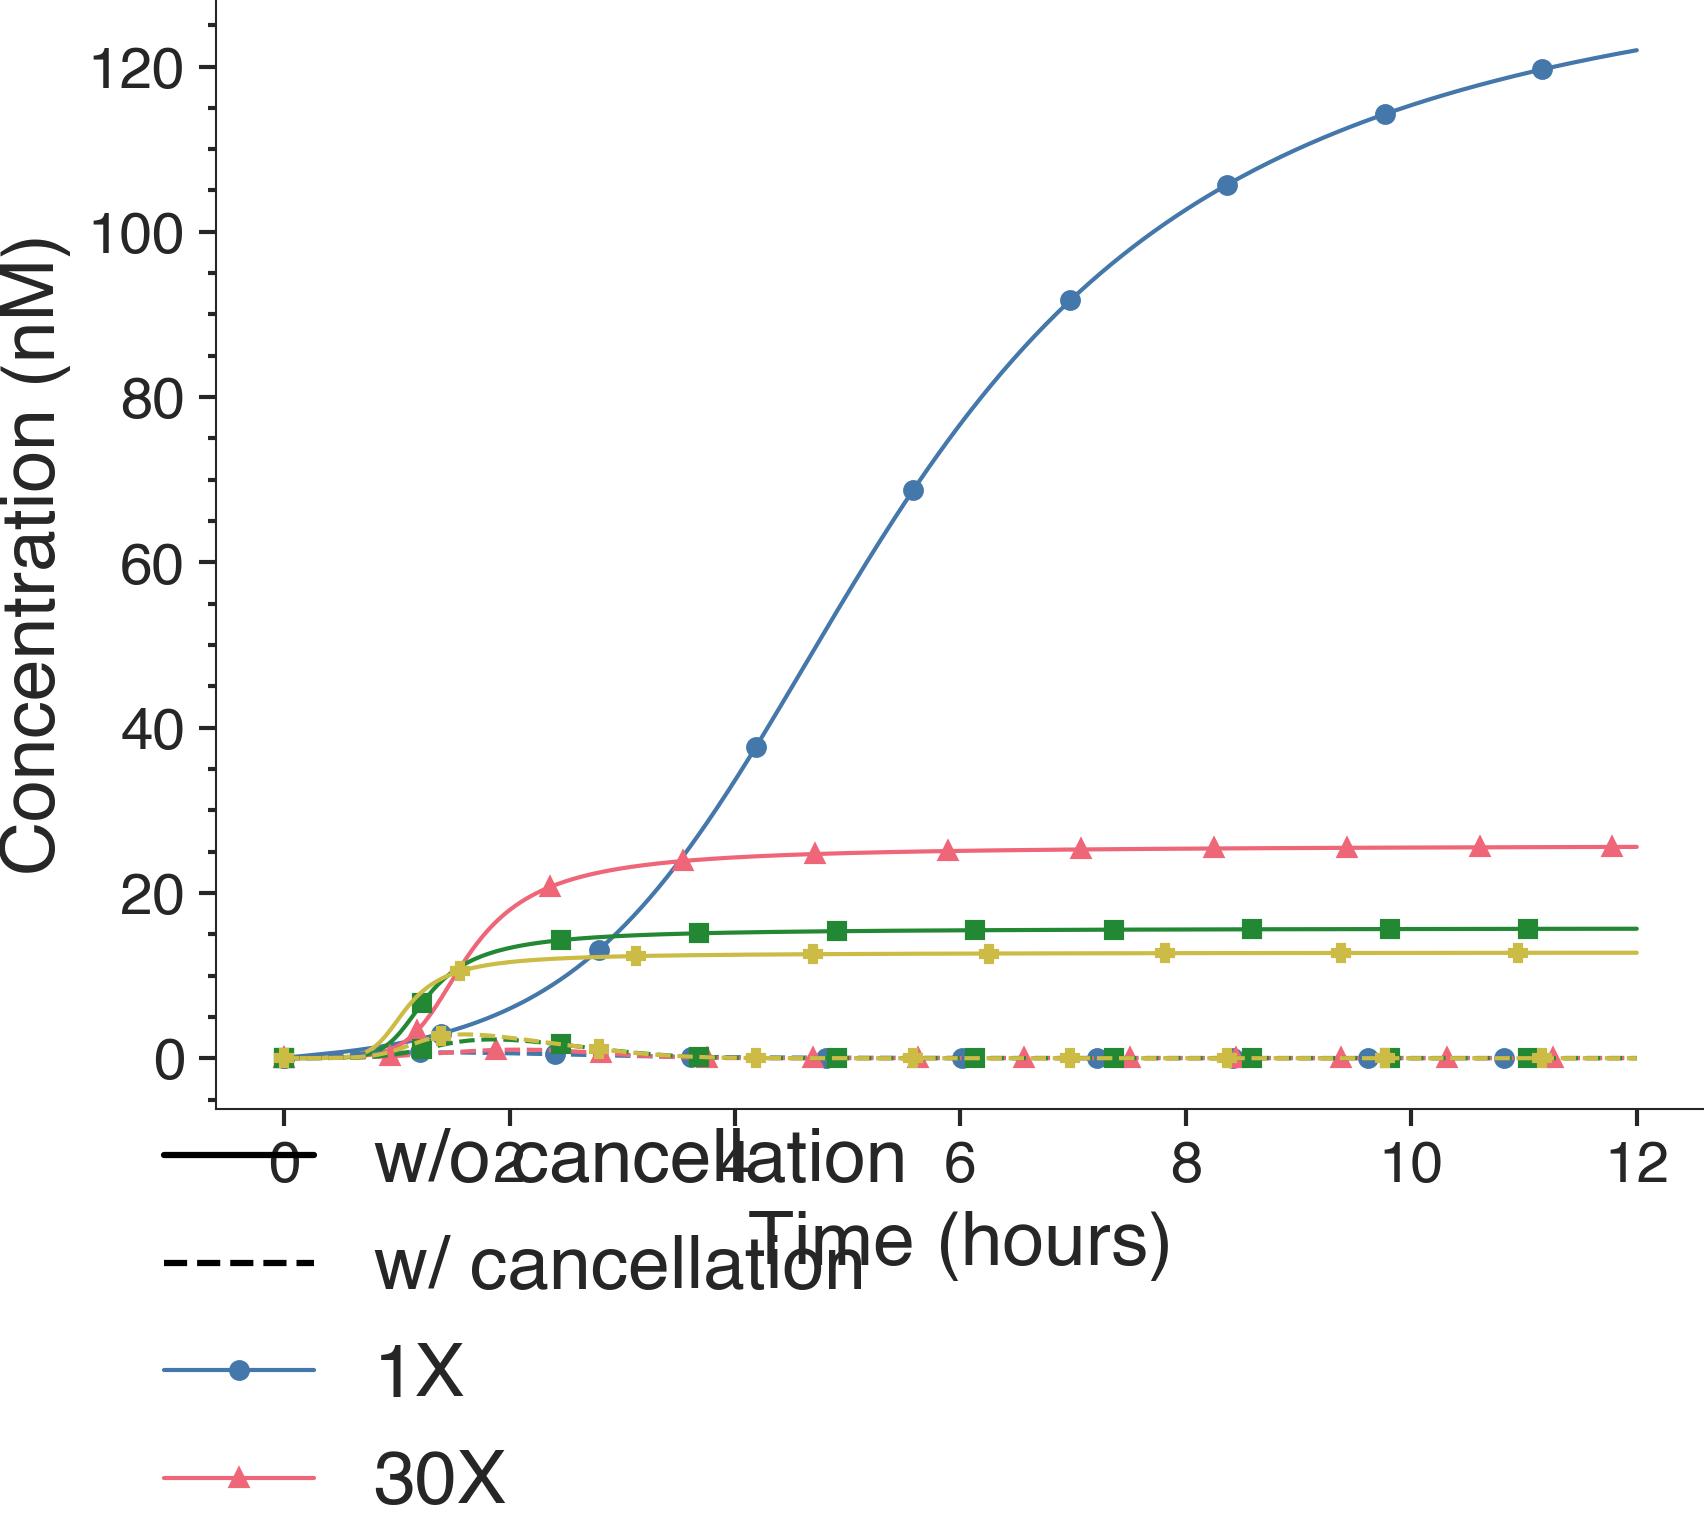 120
100
80
60
40
20
0
Concentration (nM)
0 2 4 6 8 10 12
Time (hours)
w/o cancellation
w/ cancellation
1X
30X